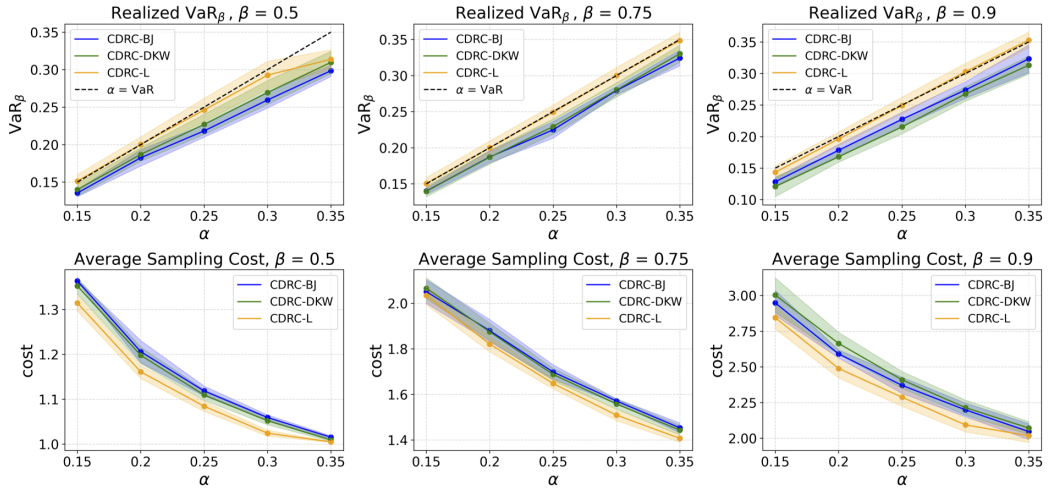 Realized VaRβ , β = 0.5
VaRβ
0.35
0.30
0.25
0.20
0.15
CDRC-BJ
CDRC-DKW
CDRC-L
α = VaR
0.15 0.2 0.25 0.3 0.35
α
Realized VaRβ , β = 0.75
VaRβ
0.35
0.30
0.25
0.20
0.15
CDRC-BJ
CDRC-DKW
CDRC-L
α = VaR
0.15 0.2 0.25 0.3 0.35
α
Realized VaRβ , β = 0.9
VaRβ
0.35
0.30
0.25
0.20
0.15
0.10
CDRC-BJ
CDRC-DKW
CDRC-L
α = VaR
0.15 0.2 0.25 0.3 0.35
α
Average Sampling Cost, β = 0.5
cost
1.3
1.2
1.1
1.0
CDRC-BJ
CDRC-DKW
CDRC-L
0.15 0.2 0.25 0.3 0.35
α
Average Sampling Cost, β = 0.75
cost
2.0
1.8
1.6
1.4
CDRC-BJ
CDRC-DKW
CDRC-L
0.15 0.2 0.25 0.3 0.35
α
Average Sampling Cost, β = 0.9
cost
3.00
2.75
2.50
2.25
2.00
CDRC-BJ
CDRC-DKW
CDRC-L
0.15 0.2 0.25 0.3 0.35
α